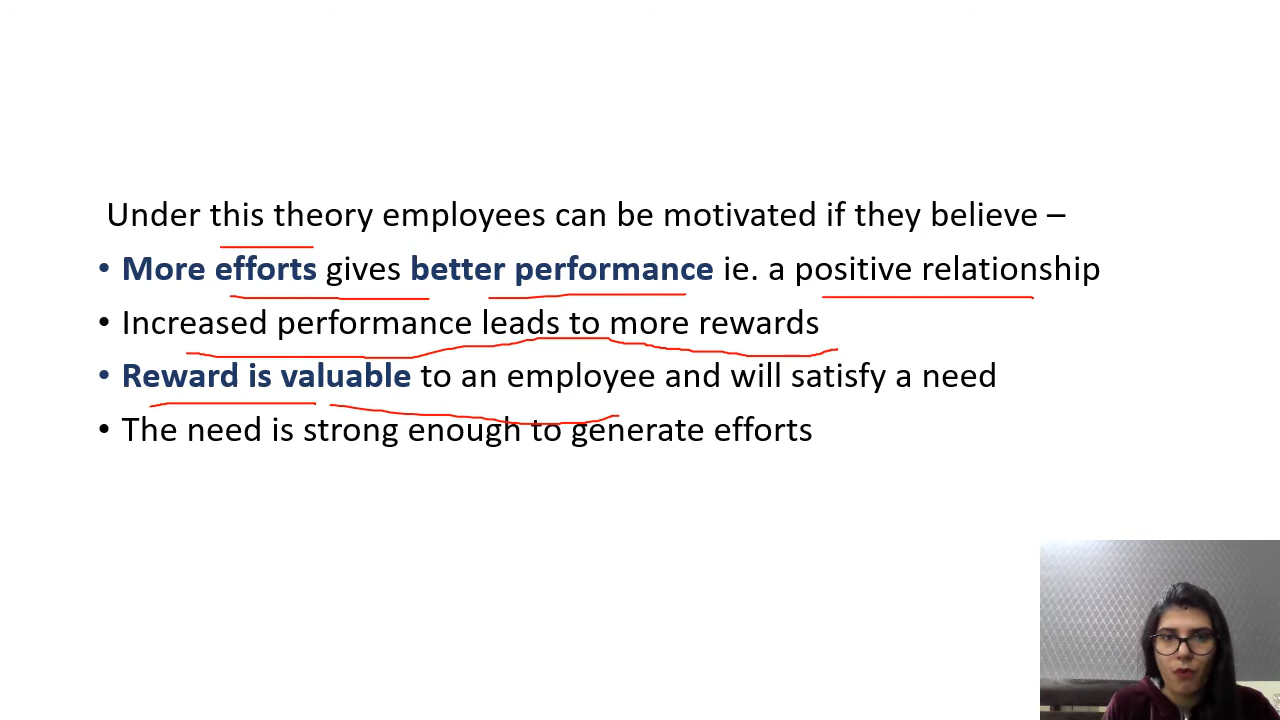 Under this theory employees can be motivated if they believe –
• More efforts gives better performance ie. a positive relationship
• Increased performance leads to more rewards
• Reward is valuable to an employee and will satisfy a need
• The need is strong enough to generate efforts